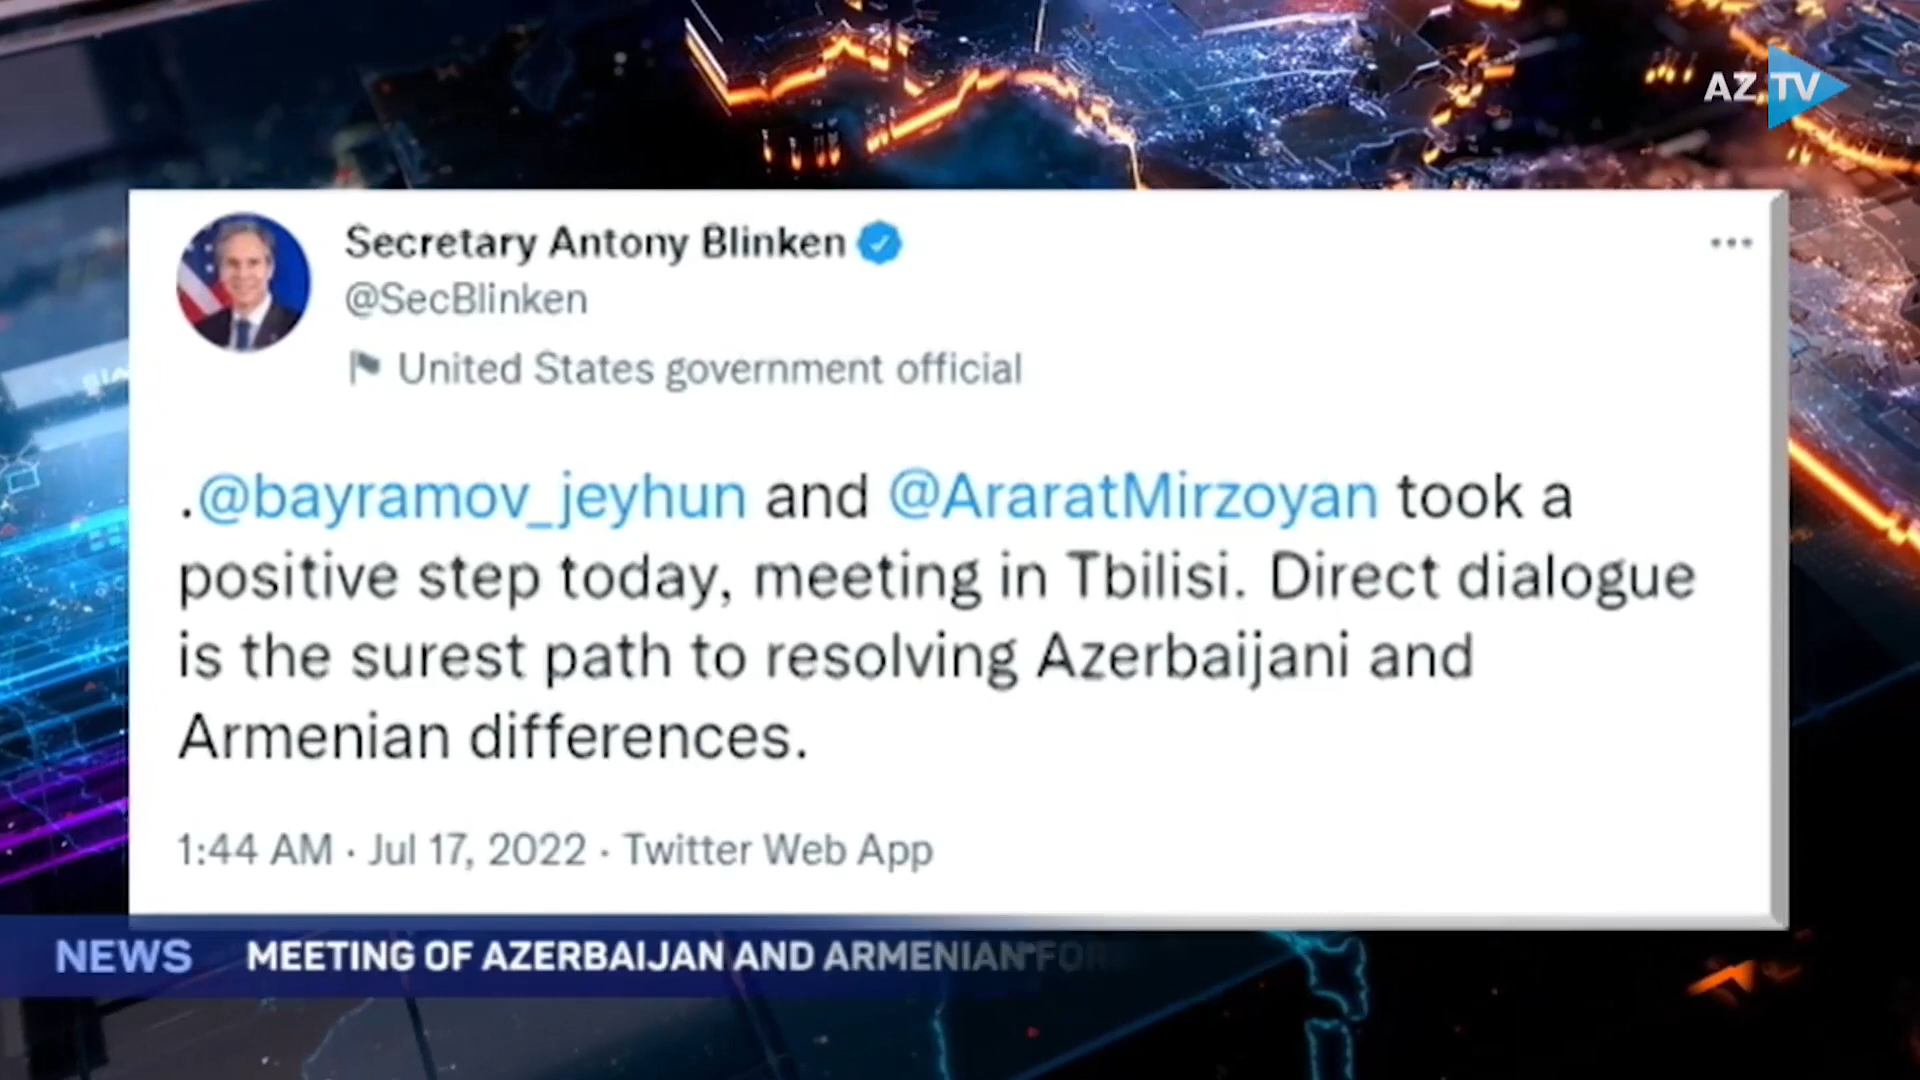 AZ TV
Secretary Antony Blinken
@SecBlinken
United States government official
.@bayramov_jeyhun and @AraratMirzoyan took a
positive step today, meeting in Tbilisi. Direct dialogue
is the surest path to resolving Azerbaijani and
Armenian differences.
1:44 AM · Jul 17, 2022 · Twitter Web App
NEWS MEETING OF AZERBAIJAN AND ARMENIAN